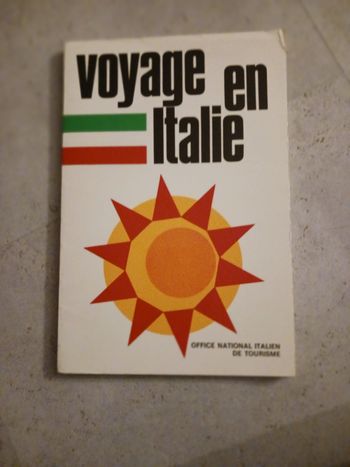 voyage
en
Italie
OFFICE NATIONAL ITALIEN
DE TOURISME